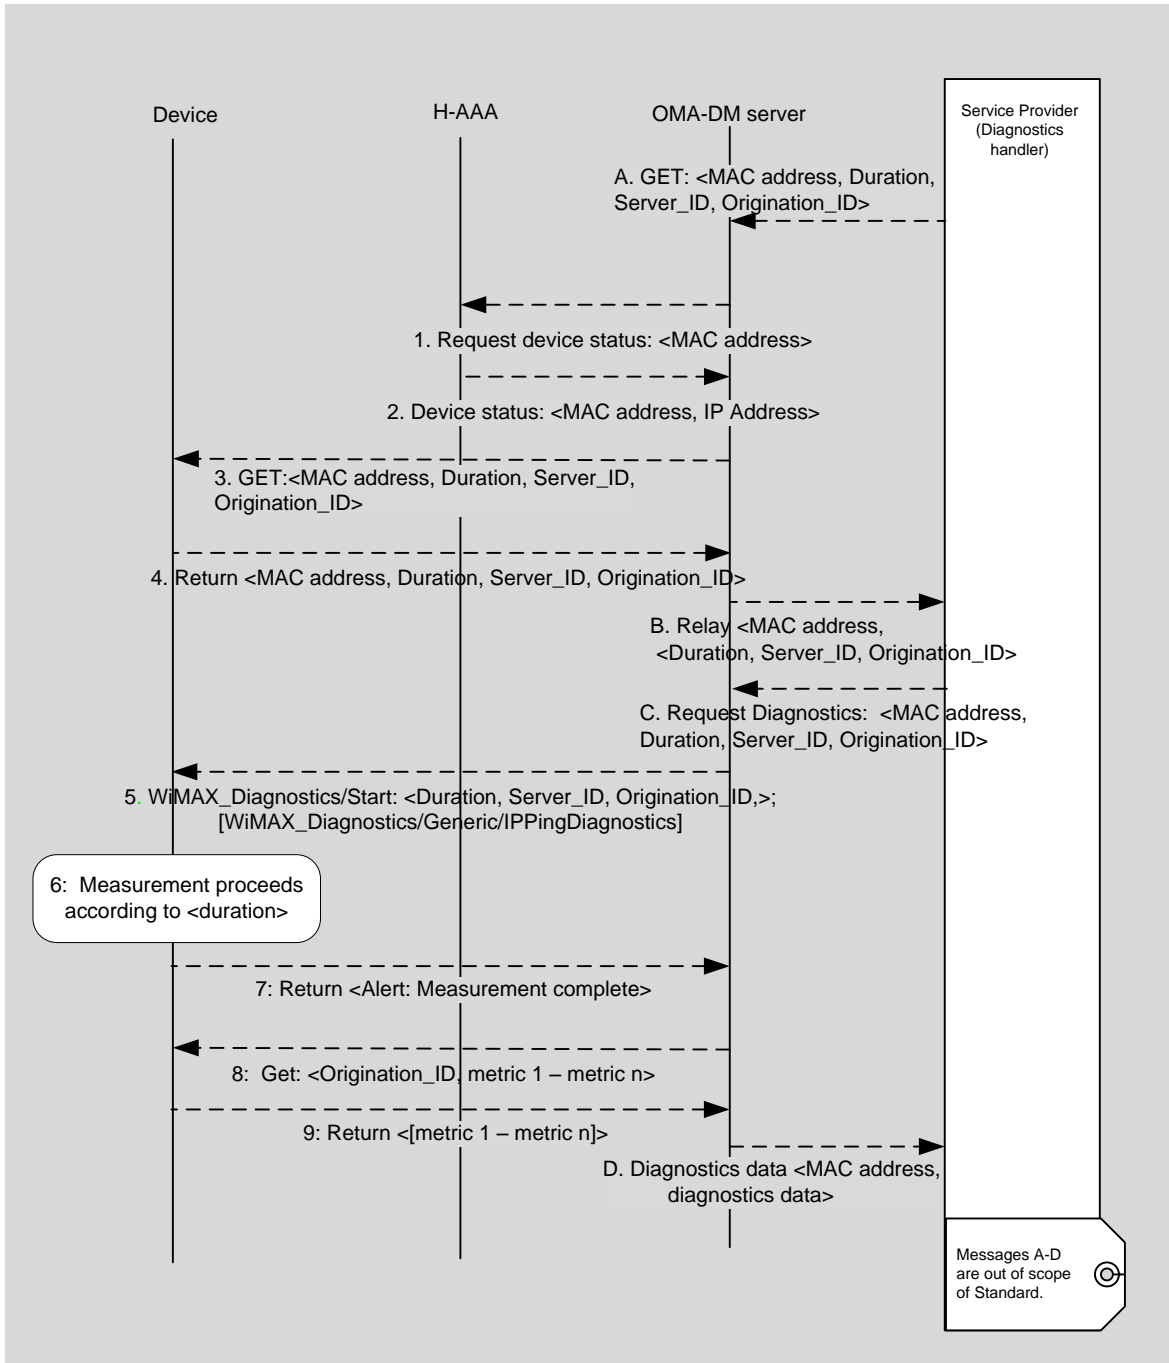 Device
H-AAA
OMA-DM server
Service Provider
(Diagnostics
handler)
A. GET: <MAC address, Duration,
Server_ID, Origination_ID>
1. Request device status: <MAC address>
2. Device status: <MAC address, IP Address>
3. GET:<MAC address, Duration, Server_ID,
Origination_ID>
4. Return <MAC address, Duration, Server_ID, Origination_ID>
B. Relay <MAC address,
<Duration, Server_ID, Origination_ID>
C. Request Diagnostics:  <MAC address,
Duration, Server_ID, Origination_ID>
5. WiMAX_Diagnostics/Start: <Duration, Server_ID, Origination_ID,>;
[WiMAX_Diagnostics/Generic/IPPingDiagnostics]
6:  Measurement proceeds
according to <duration>
7: Return <Alert: Measurement complete>
8:  Get: <Origination_ID, metric 1 – metric n>
9: Return <[metric 1 – metric n]>
D. Diagnostics data <MAC address,
diagnostics data>
Messages A-D
are out of scope
of Standard.